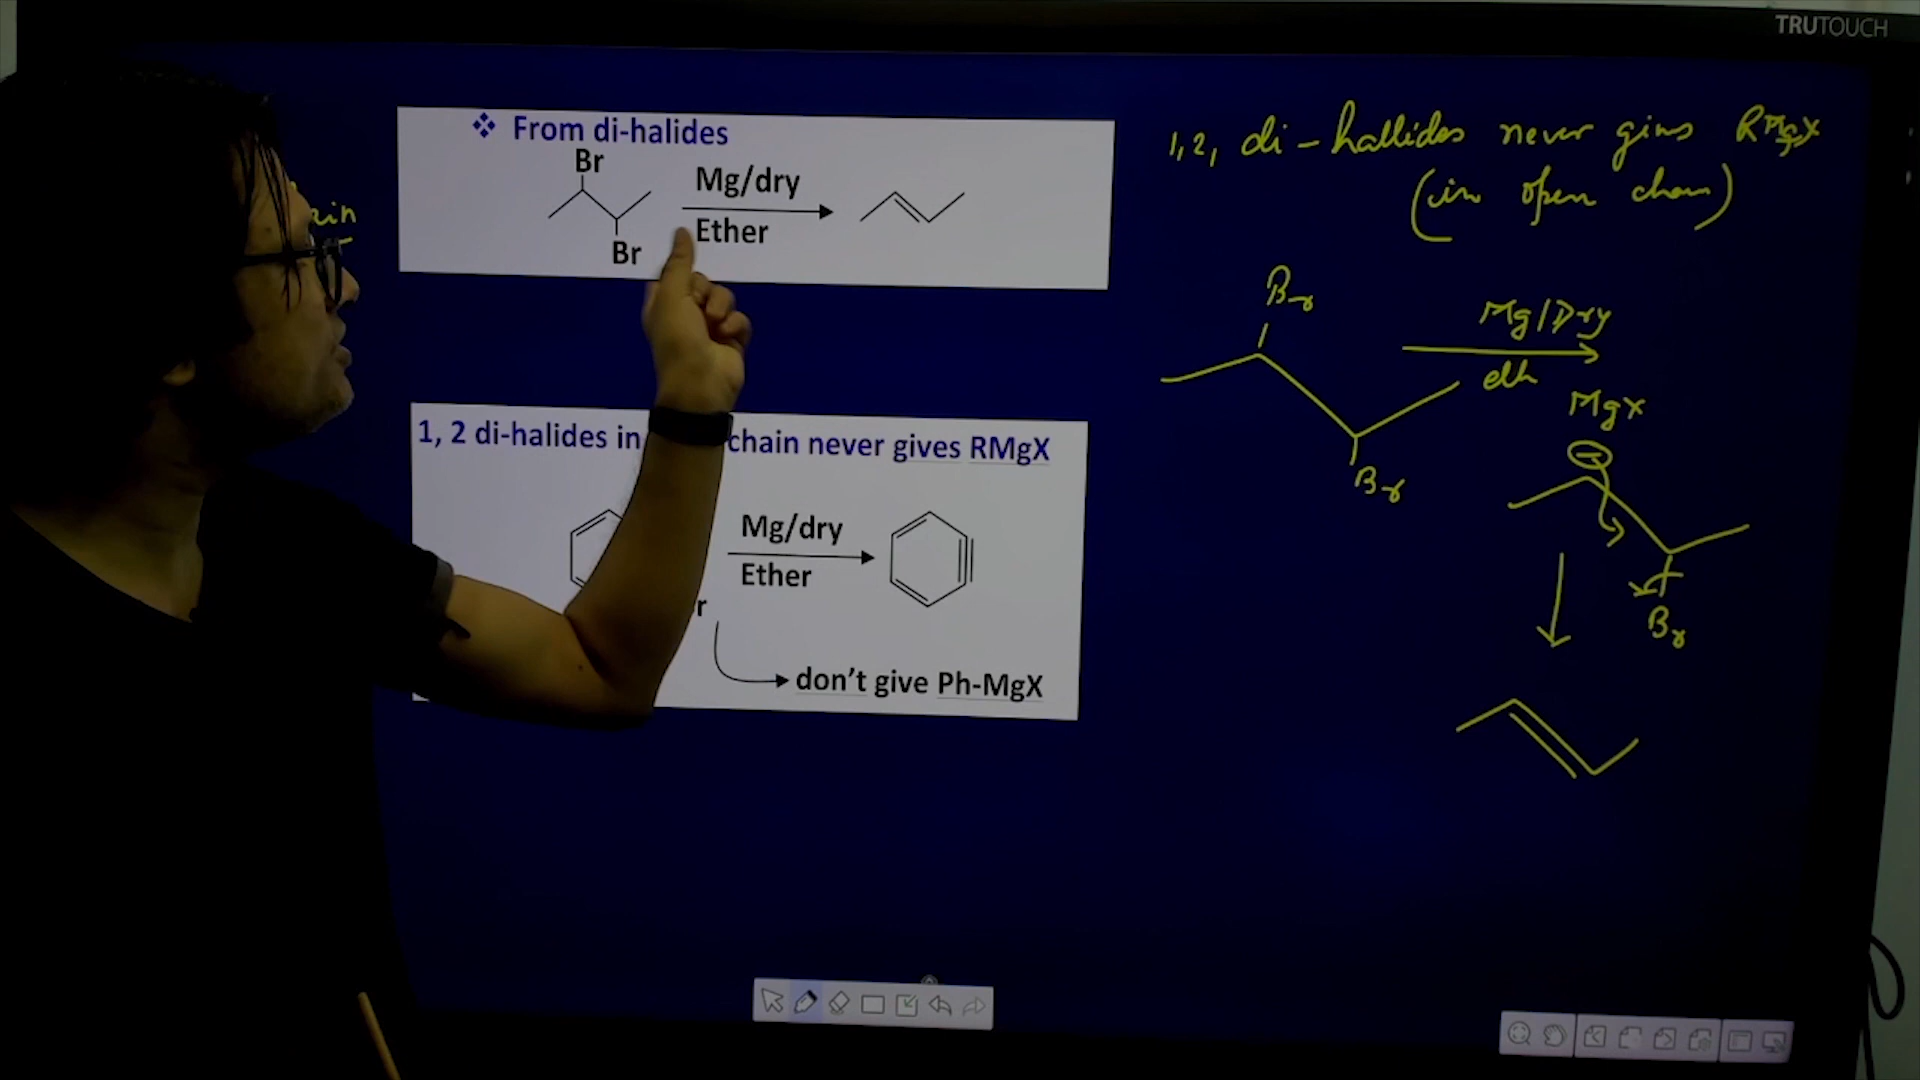 TRUTOUCH
❖ From di-halides
Br
Mg/dry
Ether
Br
1, 2 di-halides in chain never gives RMgX
Mg/dry
Ether
r
don't give Ph-MgX
1,2, di-hallides never gives RMgX
(in open chain)
Br
Mg/Dry
eth
Br
MgX
Br